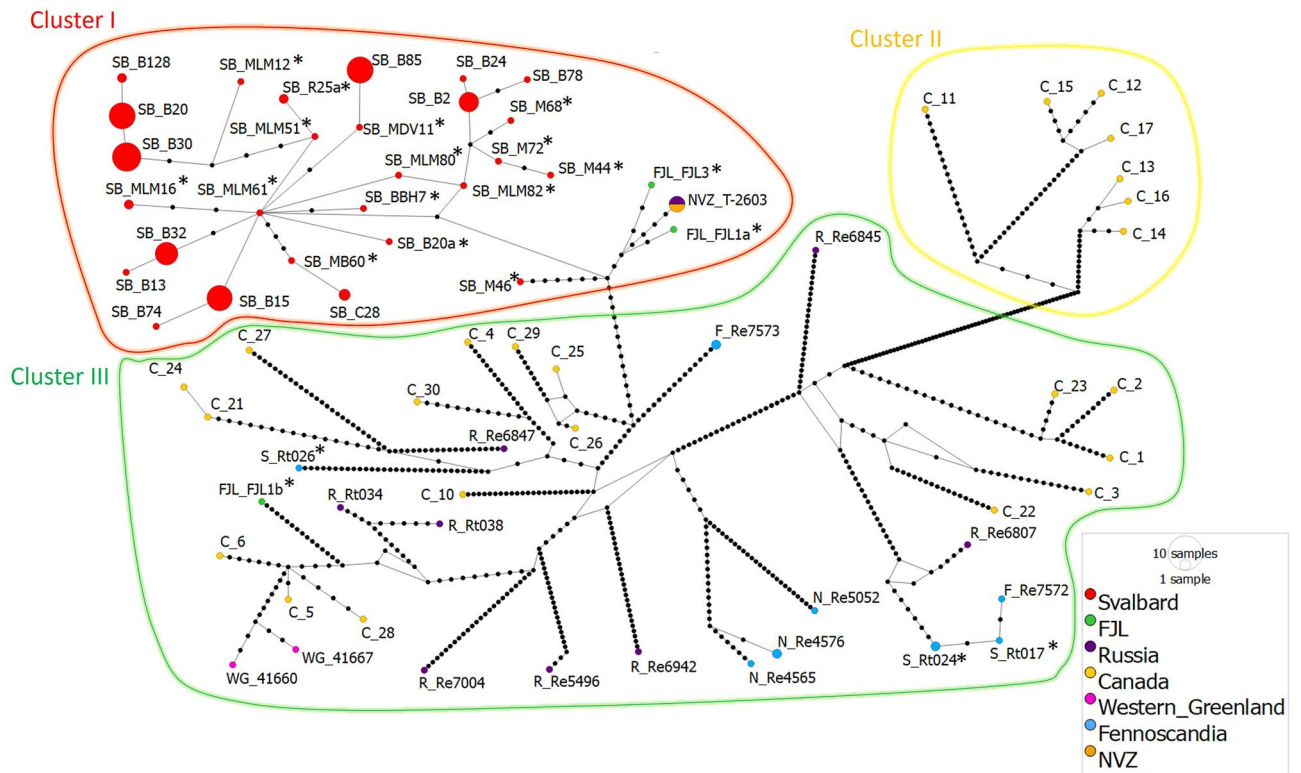 Cluster I
Cluster II
SB_B128
SB_MLM12*
SB_B85
SB_B24
SB_B78
SB_R25a*
SB_B2
SB_B20
SB_M68*
SB_MLM51*
SB_MDV11*
SB_B30
SB_M72*
SB_MLM80*
SB_M44*
SB_MLM16*
SB_MLM61*
SB_MLM82*
SB_BBH7*
FJL_FJL3*
NVZ_T-2603
FJL_FJL1a*
SB_B32
SB_B20a*
SB_MB60*
SB_B13
SB_M46*
SB_B74
SB_B15
SB_C28
C_11
C_15
C_12
C_17
C_13
C_16
C_14
R_Re6845
Cluster III
C_27
C_4
C_29
F_Re7573
C_24
C_25
C_30
C_21
C_26
R_Re6847
S_Rt026*
C_23
C_2
C_1
C_3
C_22
FJL_FJL1b*
R_Rt034
C_10
R_Rt038
R_Re6807
C_6
C_5
C_28
WG_41667
WG_41660
R_Re7004
R_Re5496
R_Re6942
N_Re5052
N_Re4576
N_Re4565
F_Re7572
S_Rt024*
S_Rt017*
10 samples
1 sample
Svalbard
FJL
Russia
Canada
Western_Greenland
Fennoscandia
NVZ